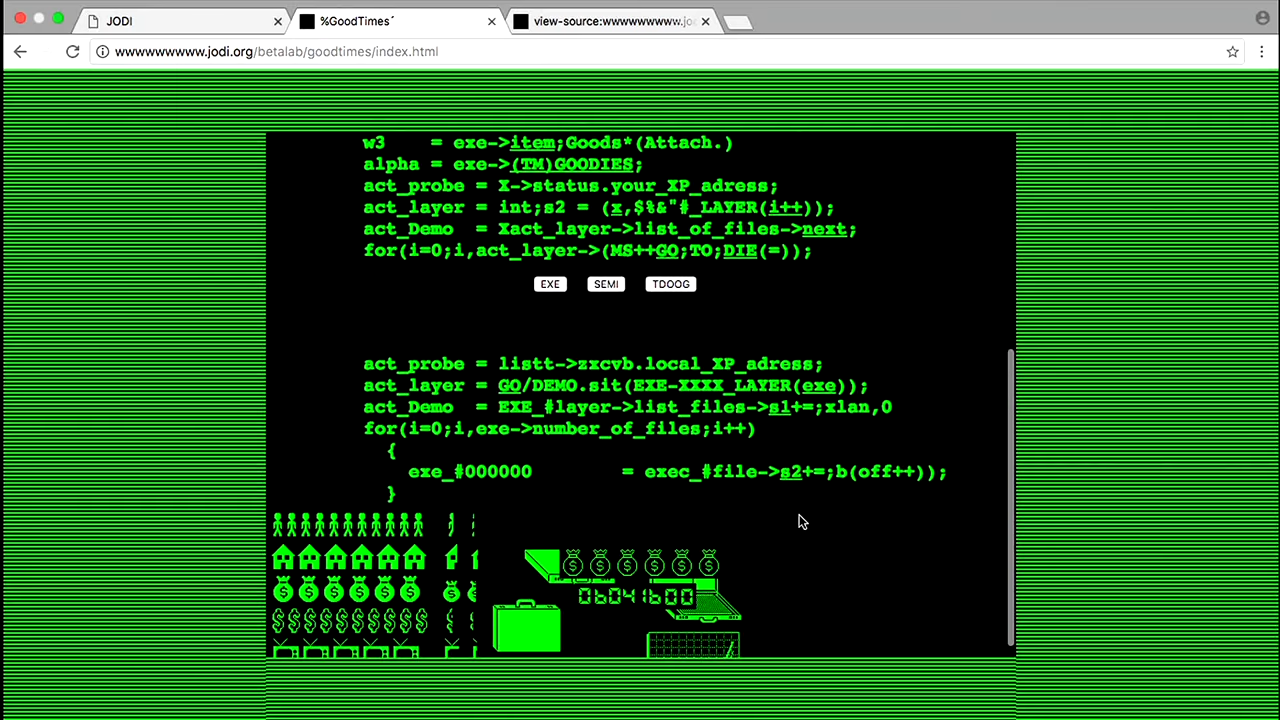 JODI
%GoodTimes´
view-source:wwwwwwwww.jo
wwwwwwwww.jodi.org/betalab/goodtimes/index.html
w3    = exe->item;Goods*(Attach.)
alpha = exe->(TM)GOODIES;
act_probe = X->status.your_XP_adress;
act_layer = int;s2 = (x,$%&"#_LAYER(i++));
act_Demo  = Xact_layer->list_of_files->next;
for(i=0;i,act_layer->(MS++GO;TO;DIE(=));
EXE SEMI TDOOG
act_probe = listt->zxcvb.local_XP_adress;
act_layer = GO/DEMO.sit(EXE-XXXX_LAYER(exe));
act_Demo  = EXE_#layer->list_files->s1+=;xlan,0
for(i=0;i,exe->number_of_files;i++)
{
exe_#000000        = exec_#file->s2+=;b(off++));
}